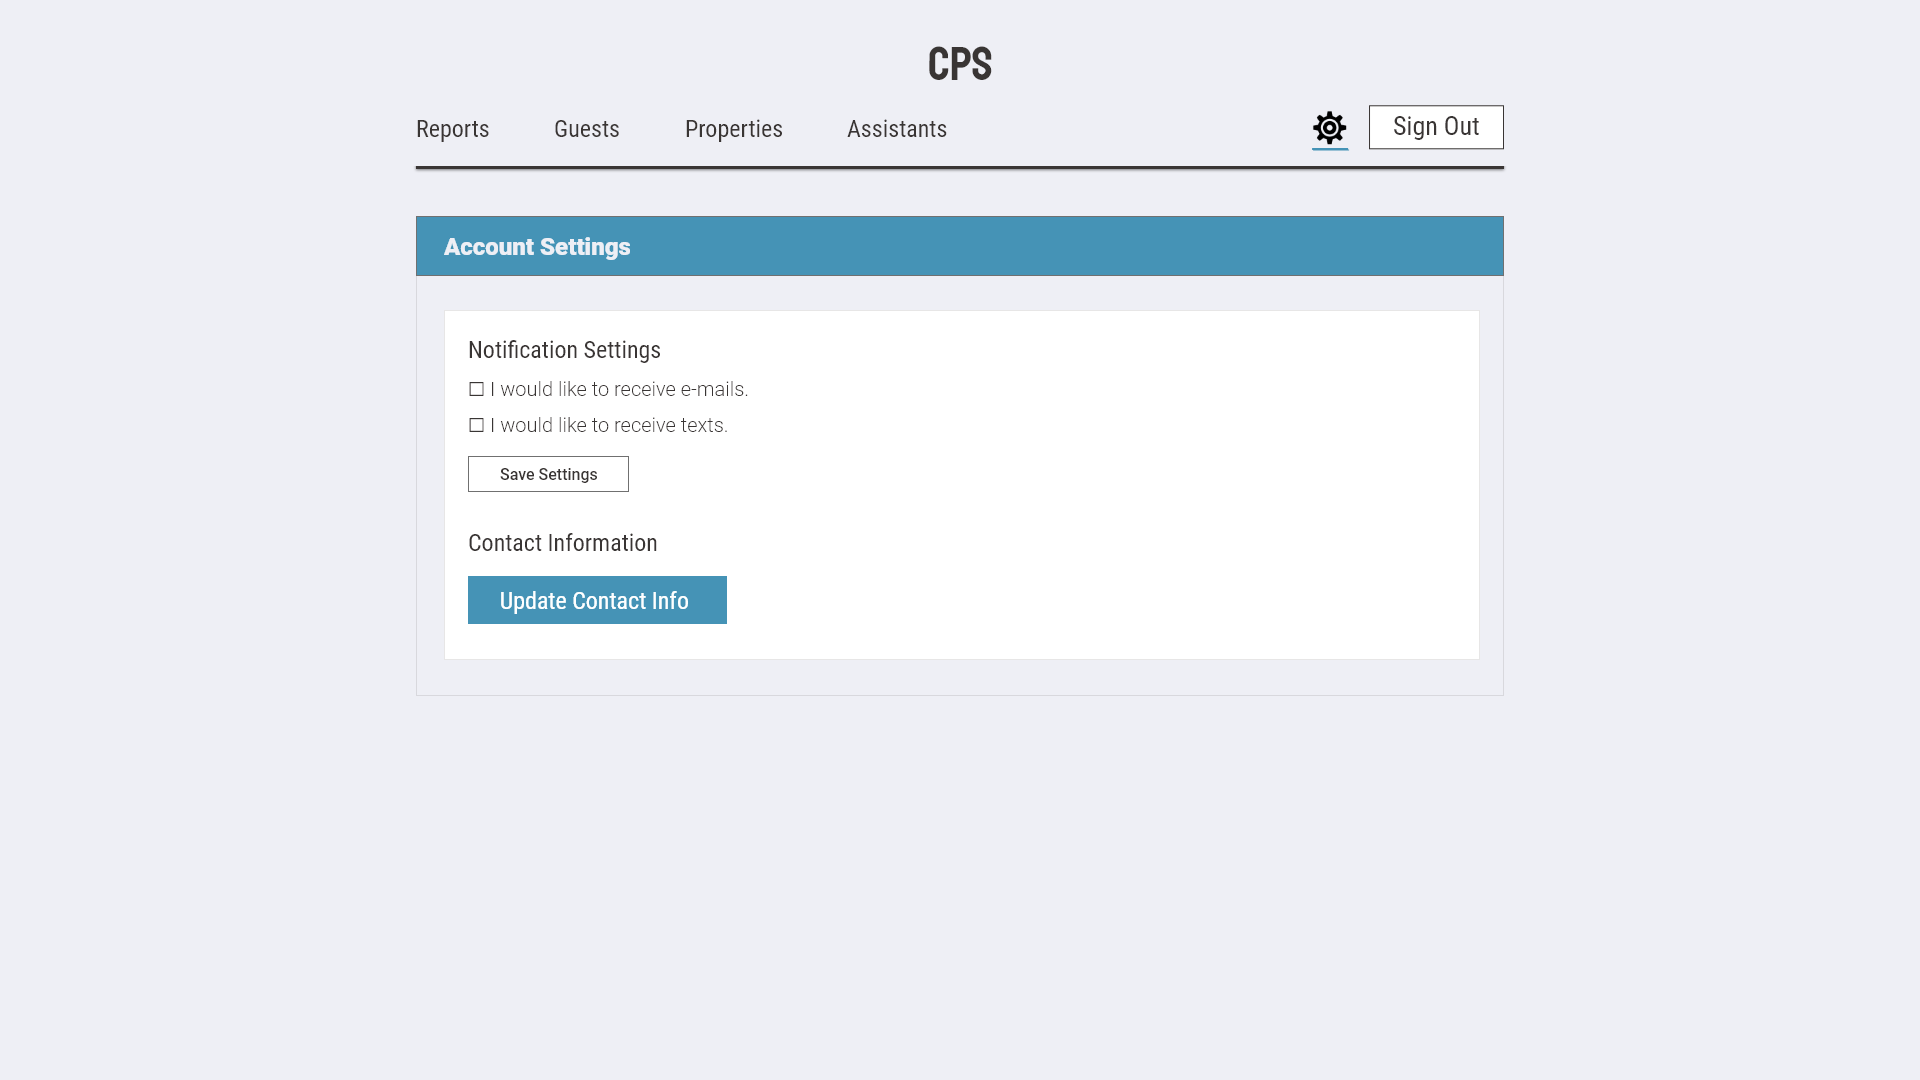 CPS
Reports Guests Properties Assistants Sign Out
Account Settings
Notification Settings
☐ I would like to receive e-mails.
☐ I would like to receive texts.
Save Settings
Contact Information
Update Contact Info